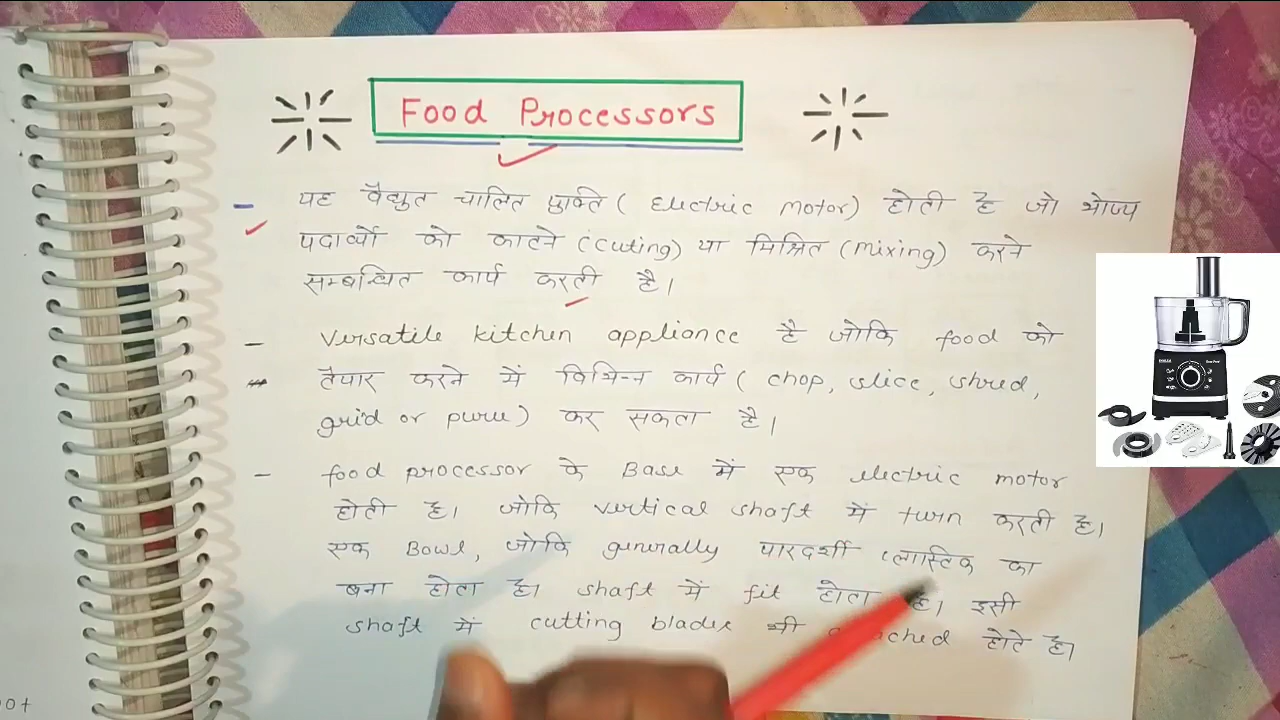 Food Processors
- यह वैद्युत चालित युक्ति ( Electric motor) होती है जो भोज्य
पदार्थों को काटने (Cuting) या मिश्रित (mixing) करने
सम्बन्धित कार्य करती है।
- Versatile kitchen appliance है जोकि food को
तैयार करने में विभिन्न कार्य ( chop, slice, shred,
grid or puree) कर सकता है।
- food processor के Base में एक electric motor
होती है। जोकि vertical shaft में turn करती है।
एक Bowl, जोकि generally पारदर्शी प्लास्टिक का
बना होता है। shaft में fit होता है। इसी
shaft में cutting blades भी attached होते है।
00+